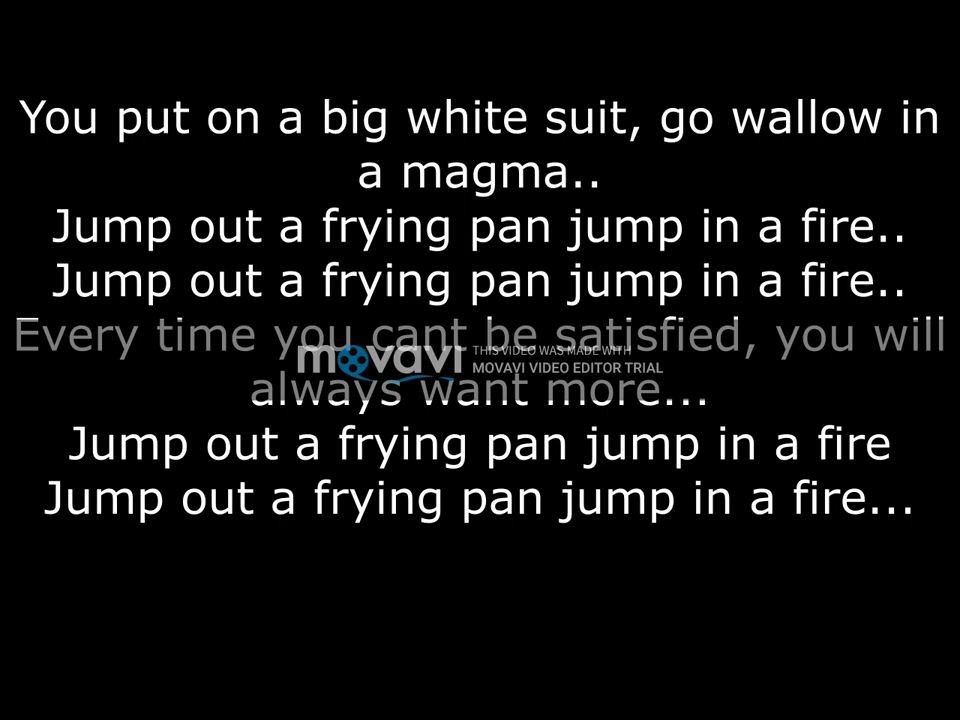 You put on a big white suit, go wallow in
a magma..
Jump out a frying pan jump in a fire..
Jump out a frying pan jump in a fire..
Every time you cant be satisfied, you will
always want more...
movavi
THIS VIDEO WAS MADE WITH
MOVAVI VIDEO EDITOR TRIAL
Jump out a frying pan jump in a fire
Jump out a frying pan jump in a fire...